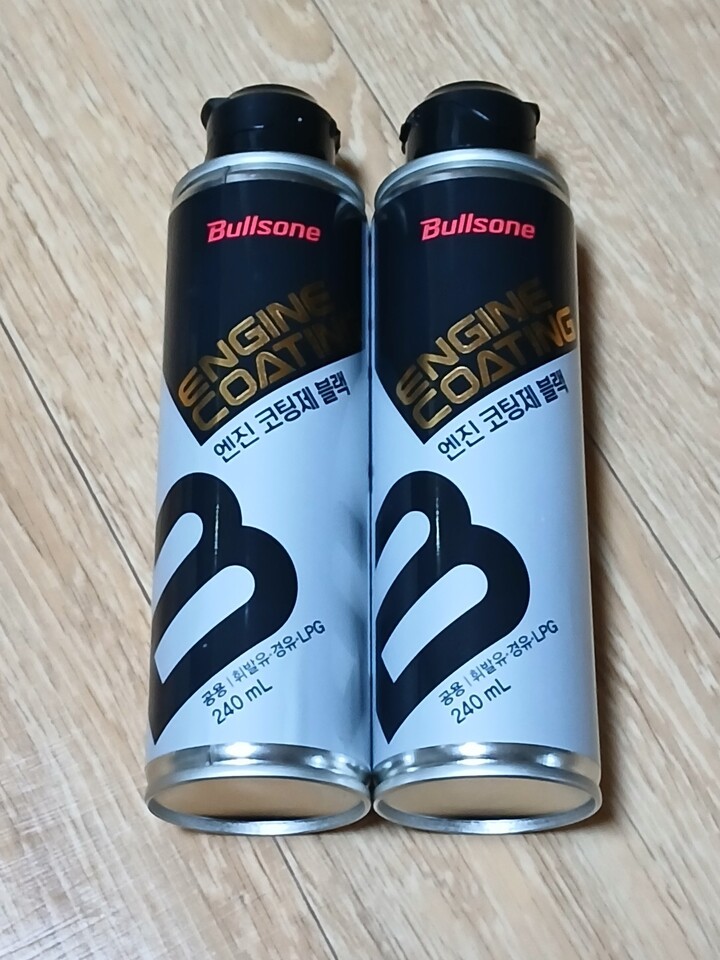 Bullsone
ENGINE
COATING
엔진 코팅제 블랙
공용 | 휘발유·경유·LPG
240 mL
Bullsone
ENGINE
COATING
엔진 코팅제 블랙
공용 | 휘발유·경유·LPG
240 mL